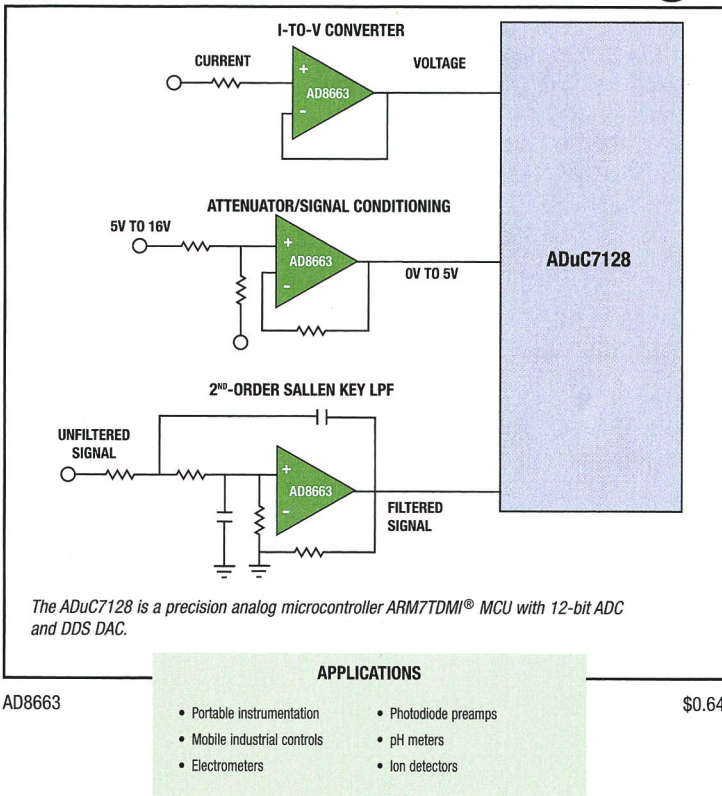 I-TO-V CONVERTER
CURRENT
+
AD8663
-
VOLTAGE
ATTENUATOR/SIGNAL CONDITIONING
5V TO 16V
+
AD8663
-
0V TO 5V
ADuC7128
2ND-ORDER SALLEN KEY LPF
UNFILTERED
SIGNAL
+
AD8663
-
FILTERED
SIGNAL
The ADuC7128 is a precision analog microcontroller ARM7TDMI® MCU with 12-bit ADC
and DDS DAC.
APPLICATIONS
AD8663
$0.64
• Portable instrumentation
• Mobile industrial controls
• Electrometers
• Photodiode preamps
• pH meters
• Ion detectors